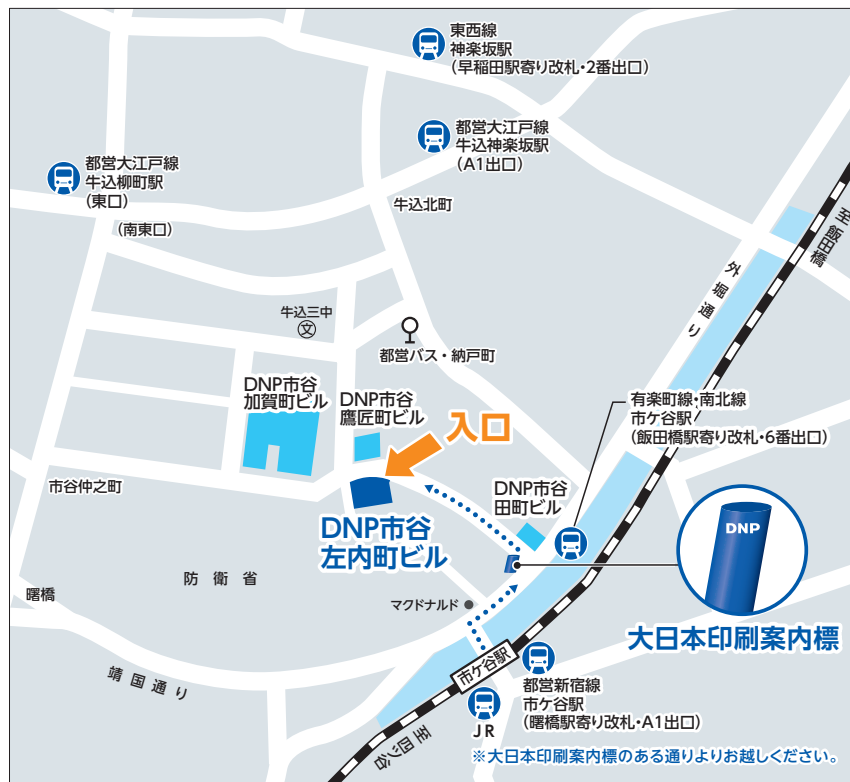 東西線
神楽坂駅
(早稲田駅寄り改札・2番出口)
都営大江戸線
牛込神楽坂駅
(A1出口)
都営大江戸線
牛込柳町駅
(東口)
(南東口)
牛込北町
至飯田橋
外堀通り
牛込三中
文
都営バス・納戸町
DNP市谷
加賀町ビル
DNP市谷
鷹匠町ビル
入口
有楽町線・南北線
市ケ谷駅
(飯田橋駅寄り改札・6番出口)
市谷仲之町
DNP市谷
田町ビル
DNP市谷
左内町ビル
DNP
防衛省
曙橋
マクドナルド
大日本印刷案内標
靖国通り
市ケ谷駅
都営新宿線
市ケ谷駅
(曙橋駅寄り改札・A1出口)
JR
至四ツ谷
※大日本印刷案内標のある通りよりお越しください。